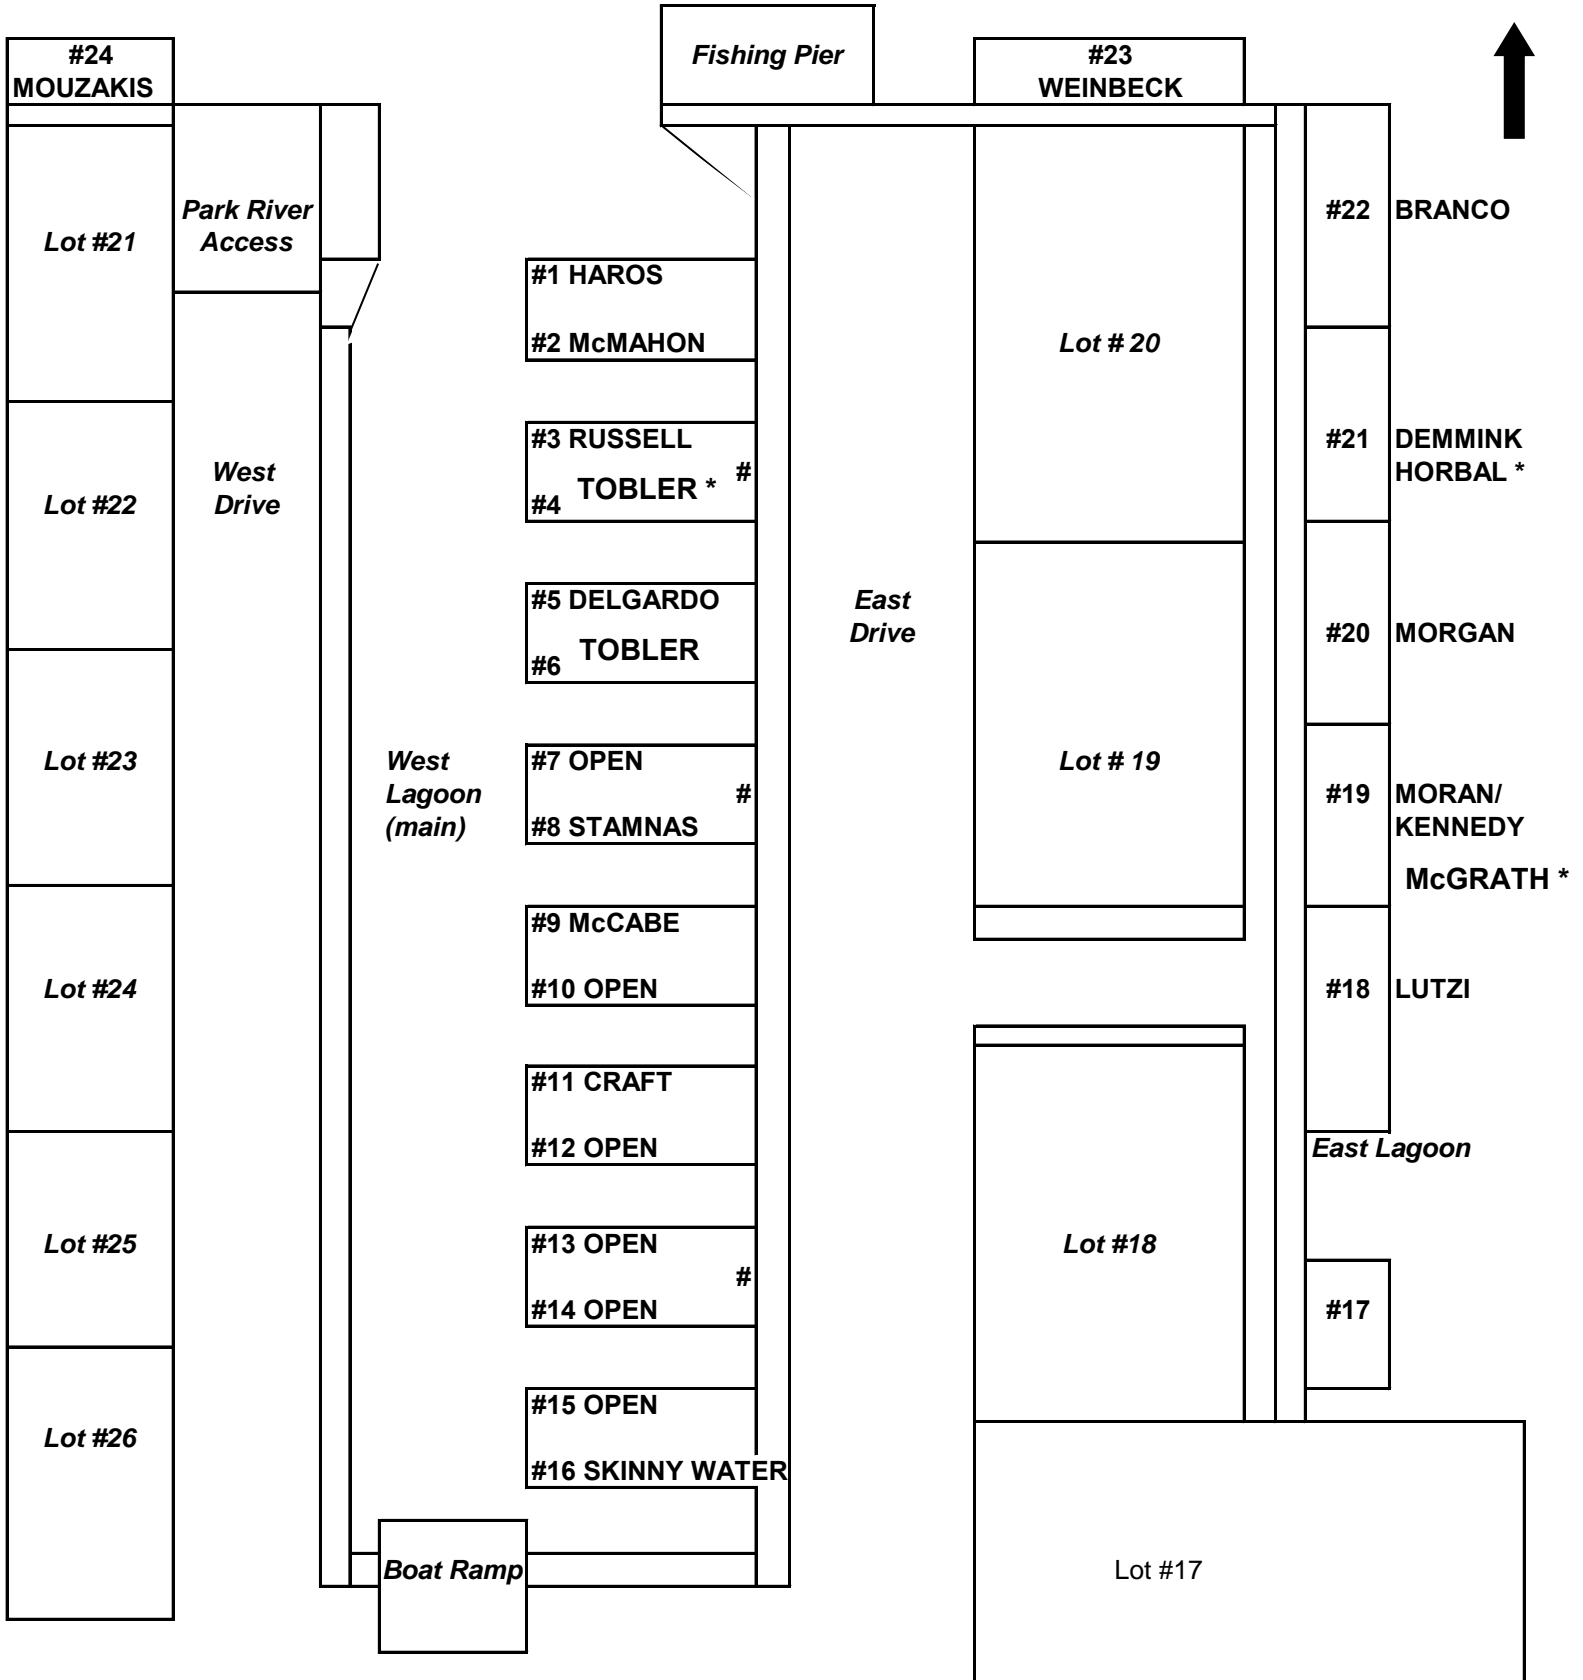 #24
MOUZAKIS
Fishing Pier
#23
WEINBECK
Park River
Access
Lot #21
#22 BRANCO
#1 HAROS
#2 McMAHON
Lot # 20
#3 RUSSELL
#
TOBLER *
#4
#21 DEMMINK
HORBAL *
West
Drive
Lot #22
#5 DELGARDO
TOBLER
#6
East
Drive
#20 MORGAN
Lot #23
West
Lagoon
(main)
#7 OPEN
#
#8 STAMNAS
Lot # 19
#19 MORAN/
KENNEDY
McGRATH *
#9 McCABE
#10 OPEN
Lot #24
#18 LUTZI
#11 CRAFT
#12 OPEN
East Lagoon
Lot #25
#13 OPEN
#
#14 OPEN
Lot #18
#17
#15 OPEN
#16 SKINNY WATER
Lot #26
Boat Ramp
Lot #17